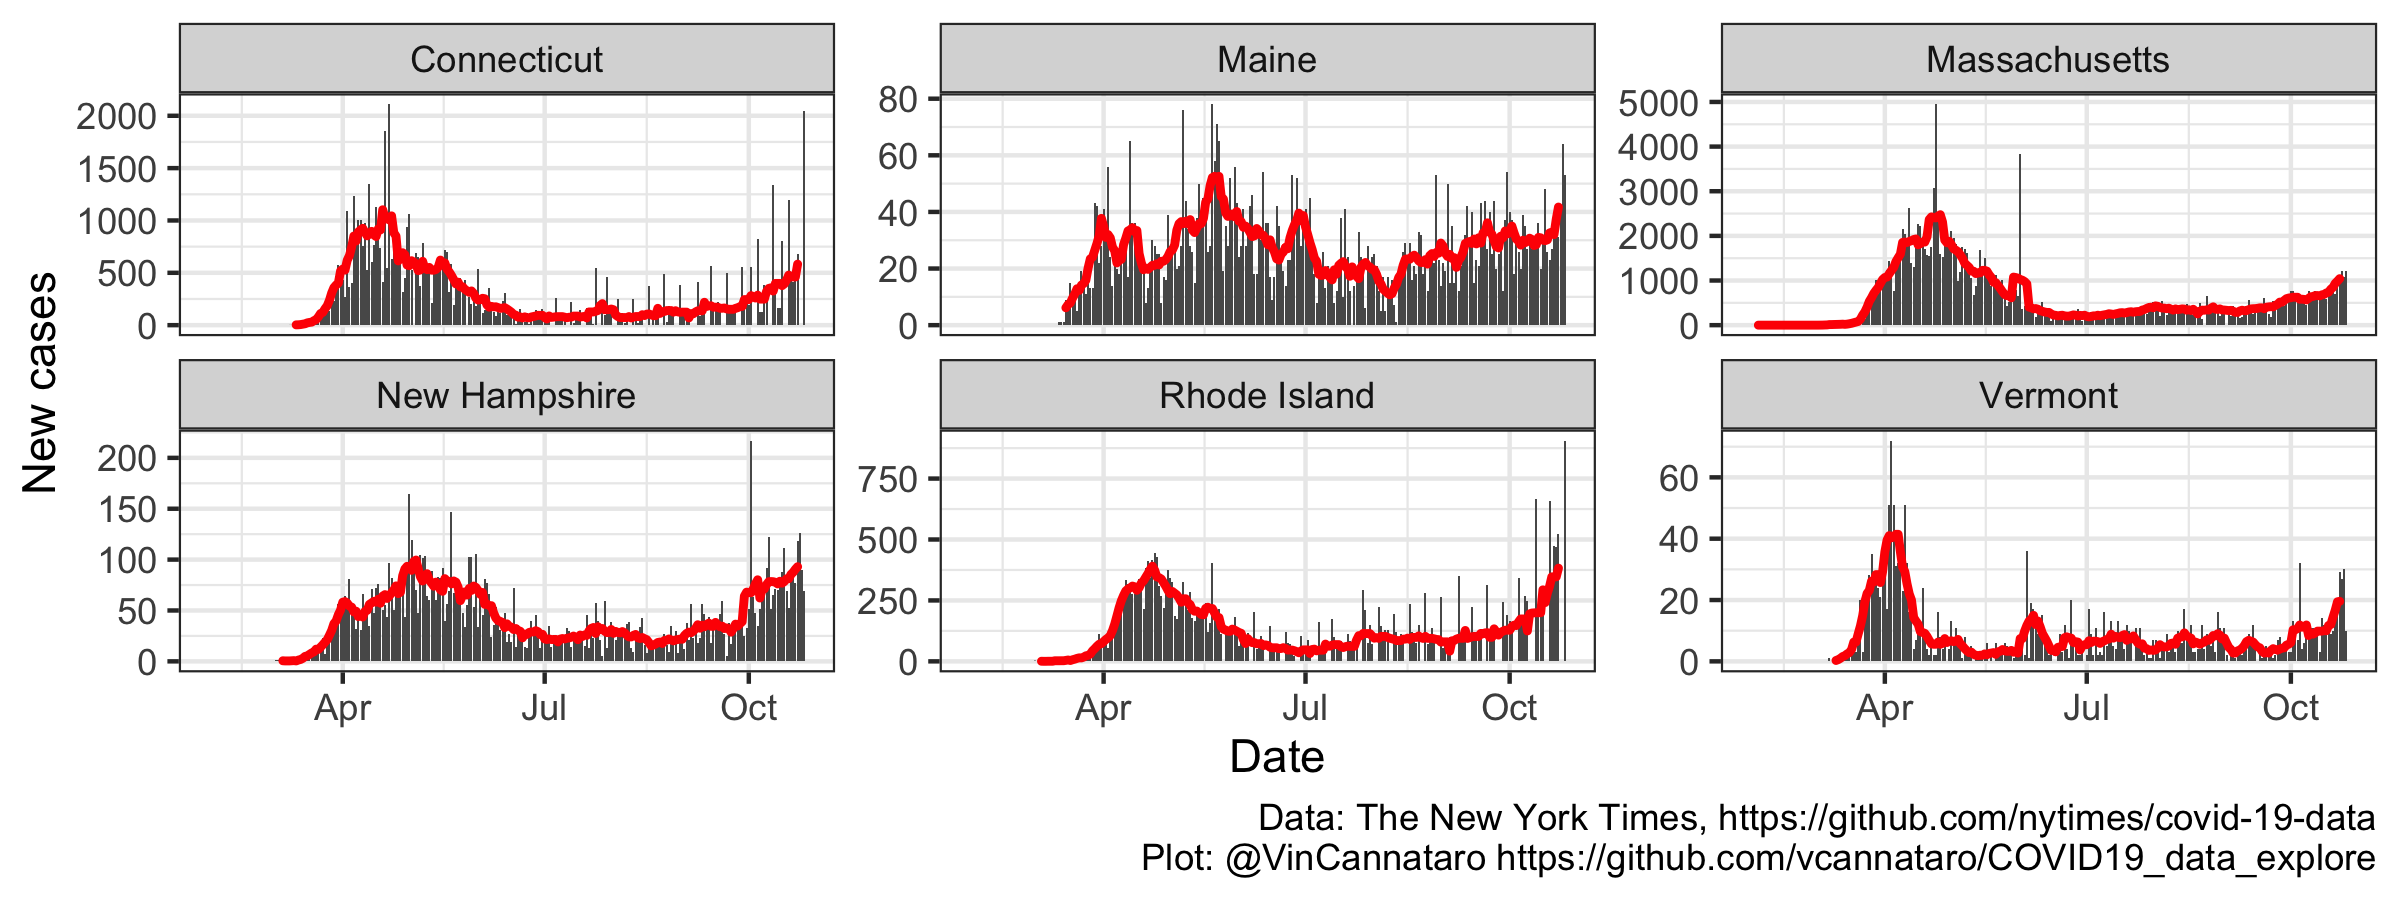 Connecticut
Maine
Massachusetts
2000
1500
1000
500
0
80
60
40
20
0
5000
4000
3000
2000
1000
0
New Hampshire
Rhode Island
Vermont
200
150
100
50
0
750
500
250
0
60
40
20
0
Apr Jul Oct
Apr Jul Oct
Apr Jul Oct
New cases
Date
Data: The New York Times, https://github.com/nytimes/covid-19-data
Plot: @VinCannataro https://github.com/vcannataro/COVID19_data_explore